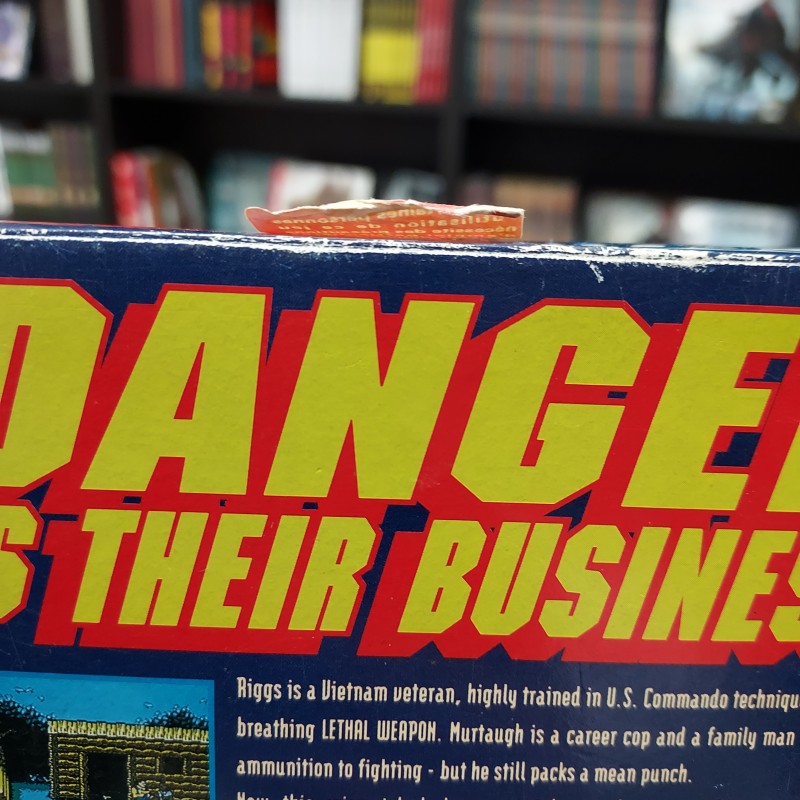 DANGE
S THEIR BUSINES
Riggs is a Vietnam veteran, highly trained in U.S. Commando techniqu
breathing LETHAL WEAPON. Murtaugh is a career cop and a family man
ammunition to fighting - but he still packs a mean punch.